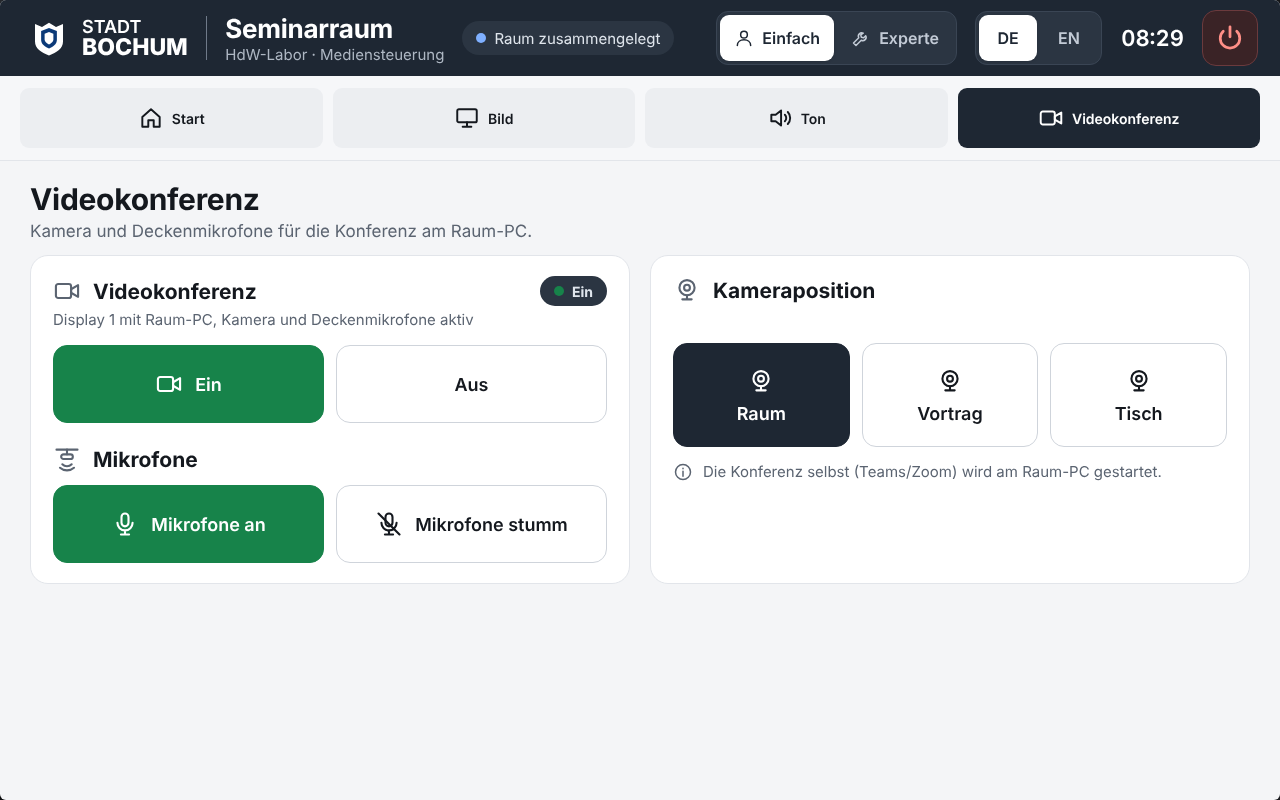 STADT
BOCHUM
Seminarraum
HdW-Labor · Mediensteuerung
Raum zusammengelegt
Einfach
Experte
DE
EN
08:29
Start
Bild
Ton
Videokonferenz
Videokonferenz
Kamera und Deckenmikrofone für die Konferenz am Raum-PC.
Videokonferenz
Ein
Display 1 mit Raum-PC, Kamera und Deckenmikrofone aktiv
Ein
Aus
Mikrofone
Mikrofone an
Mikrofone stumm
Kameraposition
Raum
Vortrag
Tisch
Die Konferenz selbst (Teams/Zoom) wird am Raum-PC gestartet.